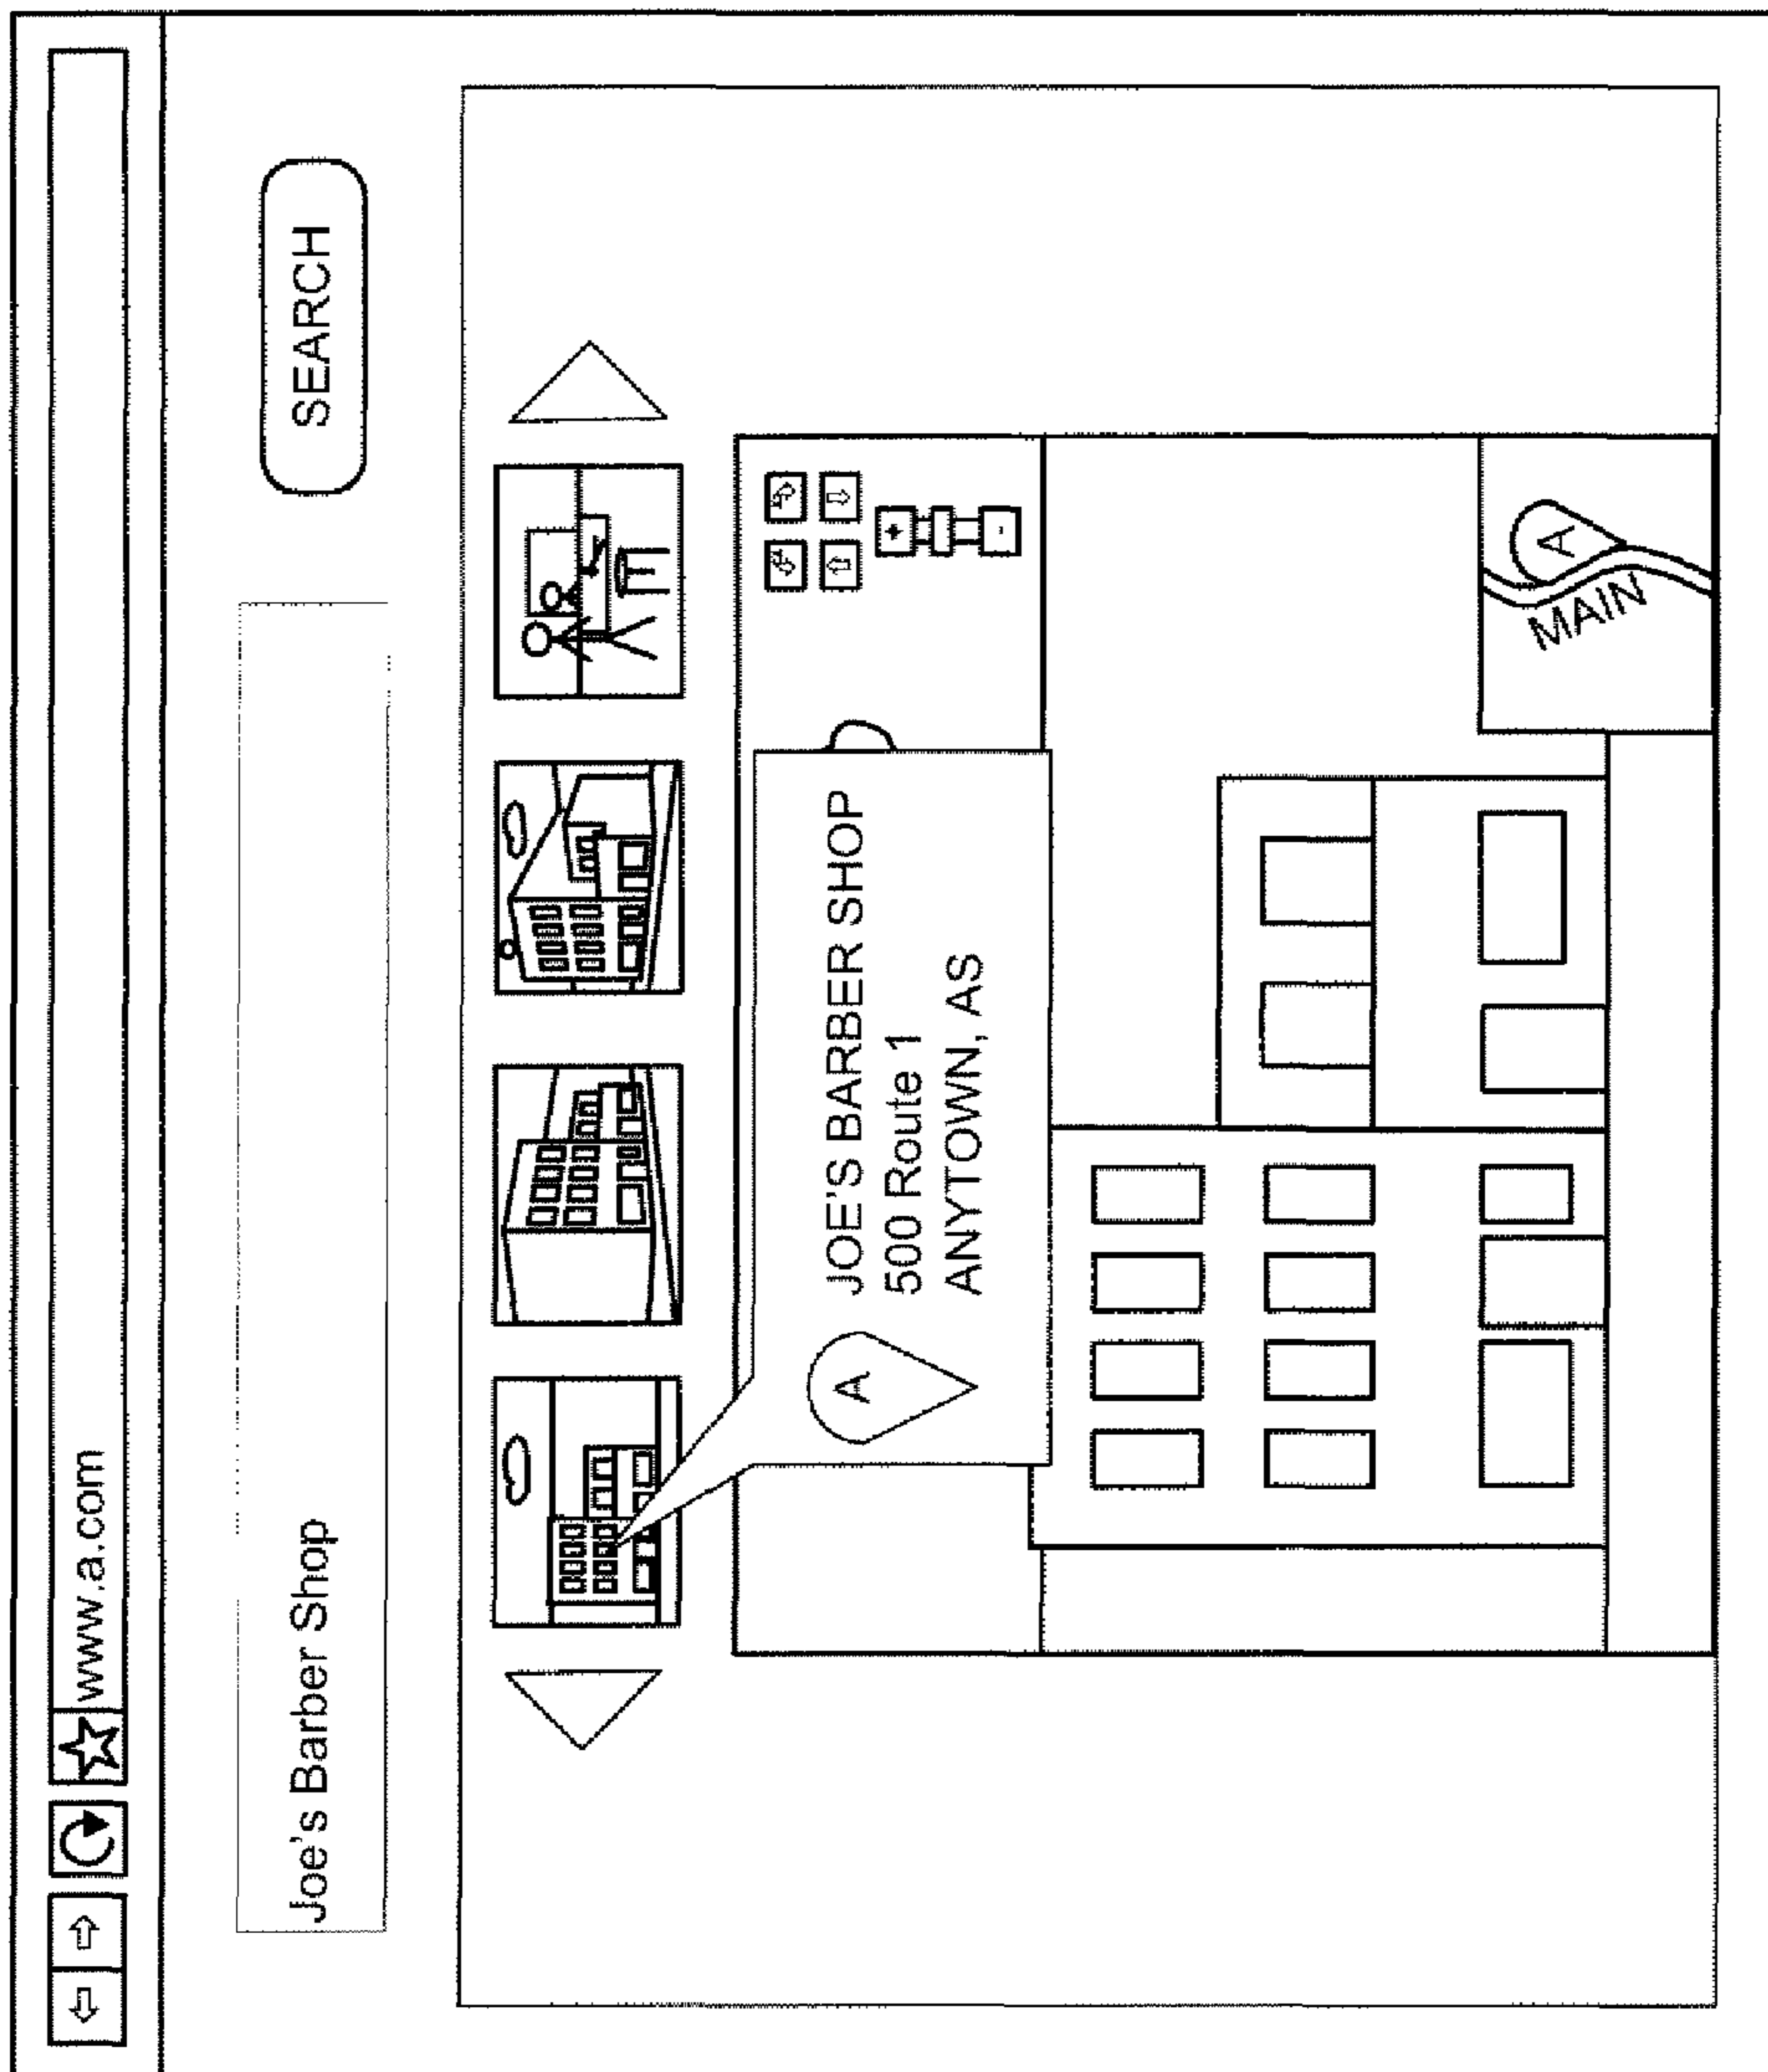 www.a.com
Joe's Barber Shop
SEARCH
+
-
A
JOE'S BARBER SHOP
500 Route 1
ANYTOWN, AS
MAIN
A